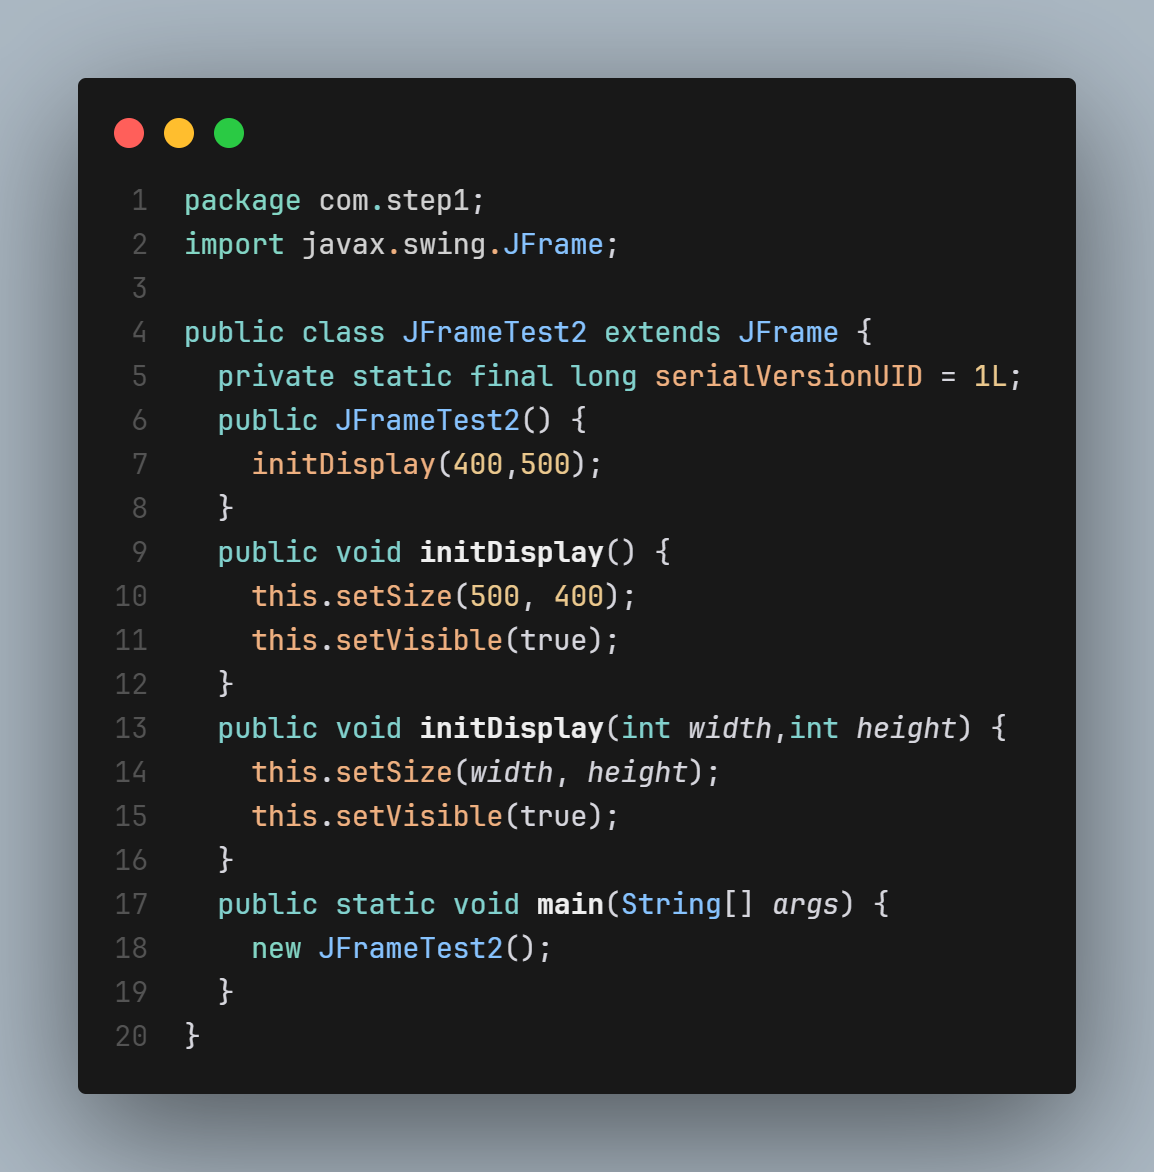 1 package com.step1;
2 import javax.swing.JFrame;
3
4 public class JFrameTest2 extends JFrame {
5   private static final long serialVersionUID = 1L;
6   public JFrameTest2() {
7     initDisplay(400,500);
8   }
9   public void initDisplay() {
10     this.setSize(500, 400);
11     this.setVisible(true);
12   }
13   public void initDisplay(int width,int height) {
14     this.setSize(width, height);
15     this.setVisible(true);
16   }
17   public static void main(String[] args) {
18     new JFrameTest2();
19   }
20 }